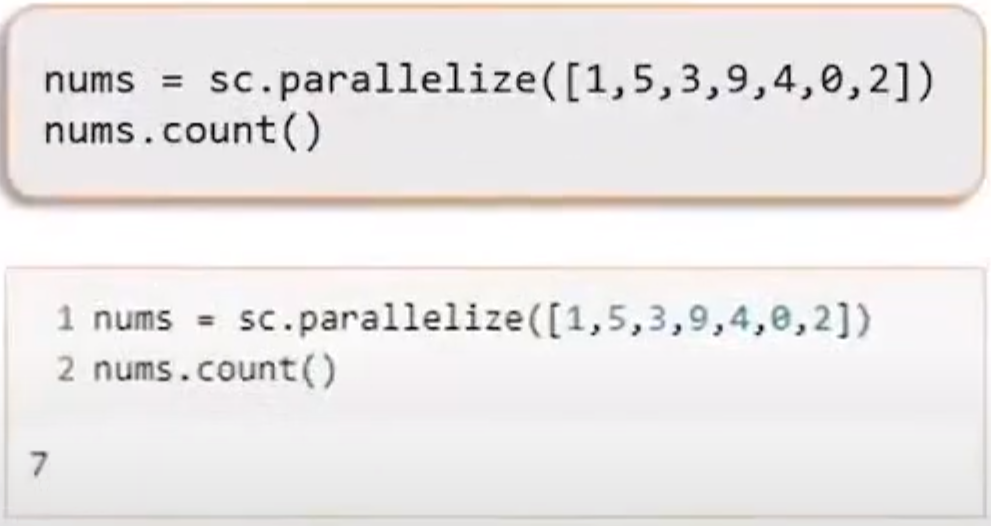 nums = sc.parallelize([1,5,3,9,4,0,2])
nums.count()
1 nums = sc.parallelize([1,5,3,9,4,0,2])
2 nums.count()
7